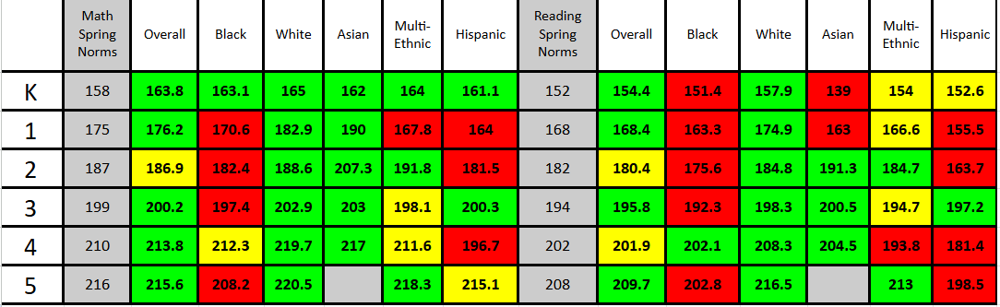 Math Spring Norms Overall Black White Asian Multi-Ethnic Hispanic Reading Spring Norms Overall Black White Asian Multi-Ethnic Hispanic
K 158 163.8 163.1 165 162 164 161.1 152 154.4 151.4 157.9 139 154 152.6
1 175 176.2 170.6 182.9 190 167.8 164 168 168.4 163.3 174.9 163 166.6 155.5
2 187 186.9 182.4 188.6 207.3 191.8 181.5 182 180.4 175.6 184.8 191.3 184.7 163.7
3 199 200.2 197.4 202.9 203 198.1 200.3 194 195.8 192.3 198.3 200.5 194.7 197.2
4 210 213.8 212.3 219.7 217 211.6 196.7 202 201.9 202.1 208.3 204.5 193.8 181.4
5 216 215.6 208.2 220.5 218.3 215.1 208 209.7 202.8 216.5 213 198.5